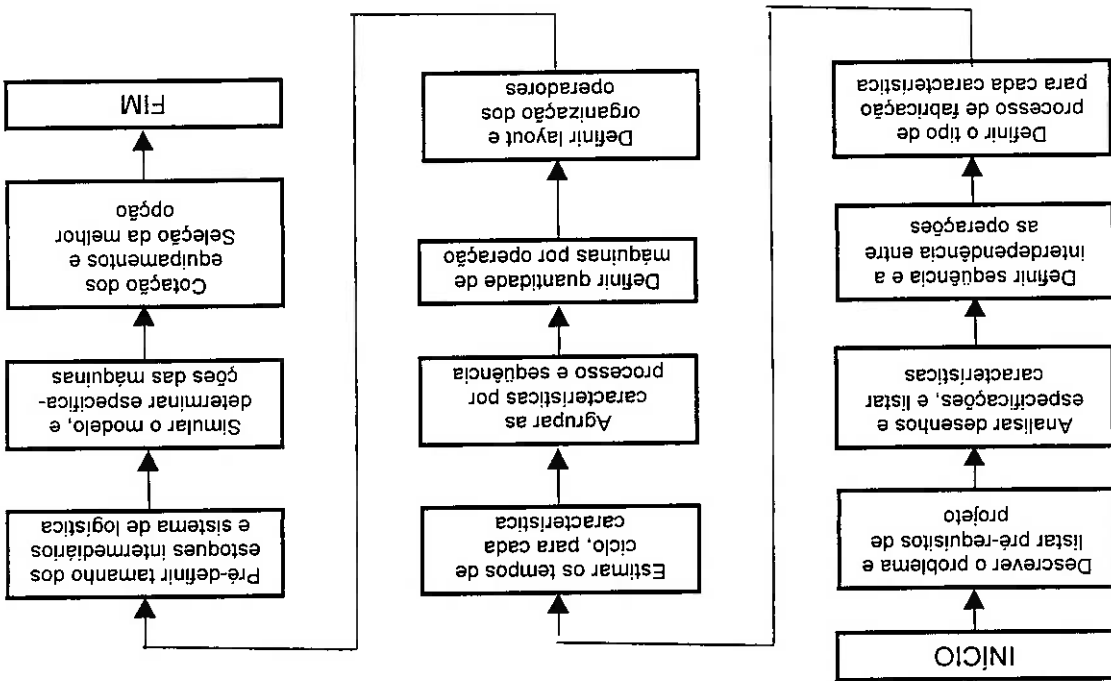 INÍCIO
Descrever o problema e
listar pré-requisitos de
projeto
Analisar desenhos e
especificações, e listar
características
Definir seqüência e a
interdependência entre
as operações
Definir o tipo de
processo de fabricação
para cada característica
Estimar os tempos de
ciclo, para cada
característica
Agrupar as
características por
processo e seqüência
Definir quantidade de
máquinas por operação
Definir layout e
organização dos
operadores
Pré-definir tamanho dos
estoques intermediários
e sistema de logística
Simular o modelo, e
determinar especifica-
ções das máquinas
Cotação dos
equipamentos e
Seleção da melhor
opção
FIM